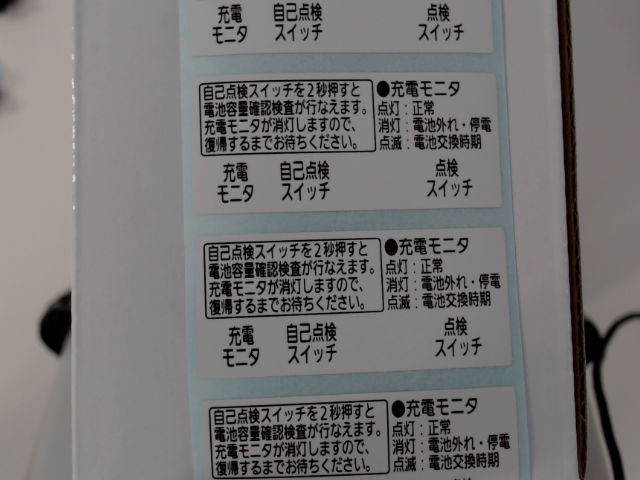 充電 自己点検 点検
モニタ スイッチ スイッチ
自己点検スイッチを2秒押すと
電池容量確認検査が行なえます。
充電モニタが消灯しますので、
復帰するまでお待ちください。
●充電モニタ
点灯：正常
消灯：電池外れ・停電
点滅：電池交換時期
充電 自己点検 点検
モニタ スイッチ スイッチ
自己点検スイッチを2秒押すと
電池容量確認検査が行なえます。
充電モニタが消灯しますので、
復帰するまでお待ちください。
●充電モニタ
点灯：正常
消灯：電池外れ・停電
点滅：電池交換時期
充電 自己点検 点検
モニタ スイッチ スイッチ
自己点検スイッチを2秒押すと
電池容量確認検査が行なえます。
充電モニタが消灯しますので、
復帰するまでお待ちください。
●充電モニタ
点灯：正常
消灯：電池外れ・停電
点滅：電池交換時期